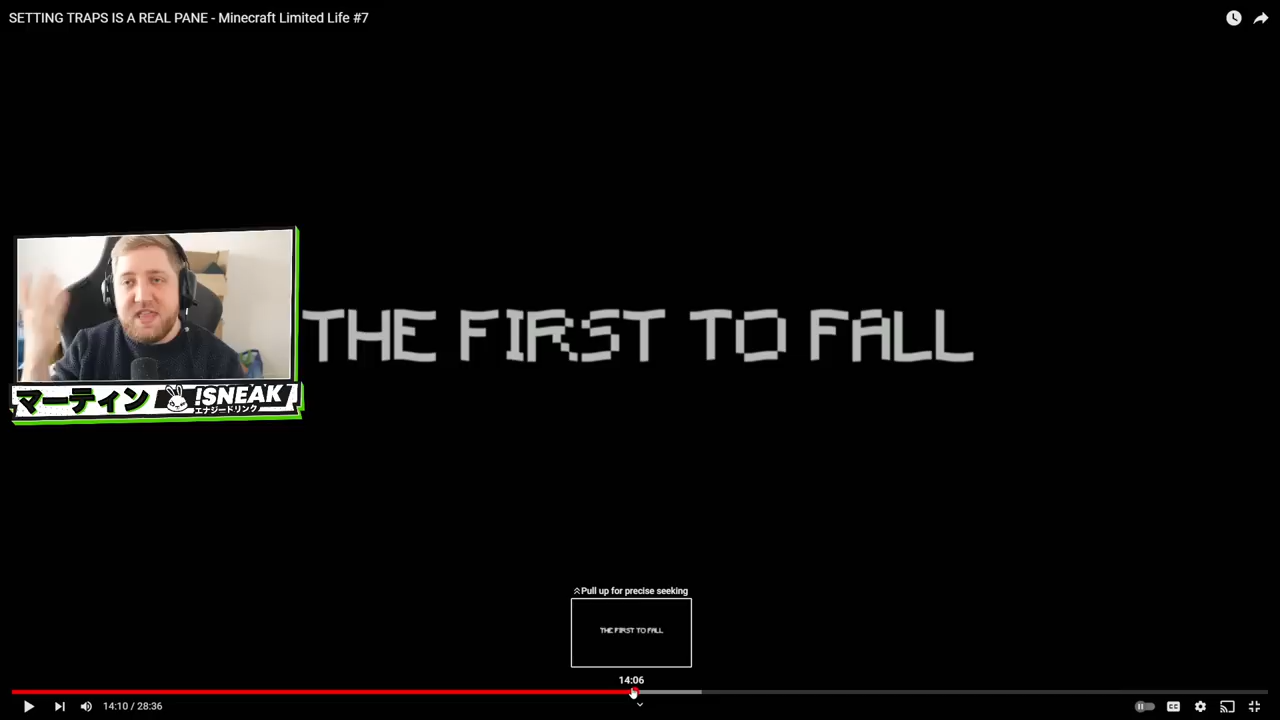 SETTING TRAPS IS A REAL PANE - Minecraft Limited Life #7
THE FIRST TO FALL
マーティン !SNEAK
エナジードリンク
Pull up for precise seeking
THE FIRST TO FALL
14:06
14:10 / 28:36
CC